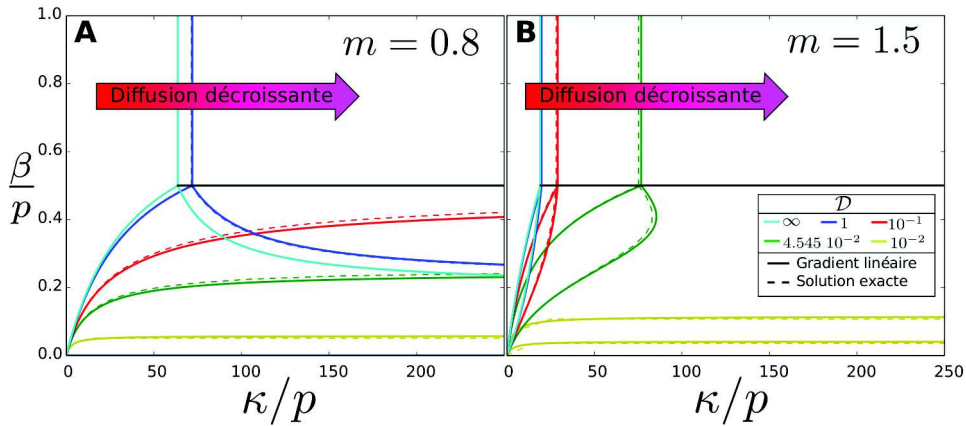 A
m = 0.8
Diffusion décroissante
β/p
1.0
0.8
0.6
0.4
0.2
0.0
0 50 100 150 200
κ/p
B
m = 1.5
Diffusion décroissante
𝒟
∞ 1 10⁻¹
4.545 10⁻² 10⁻²
Gradient linéaire
Solution exacte
0 50 100 150 200 250
κ/p